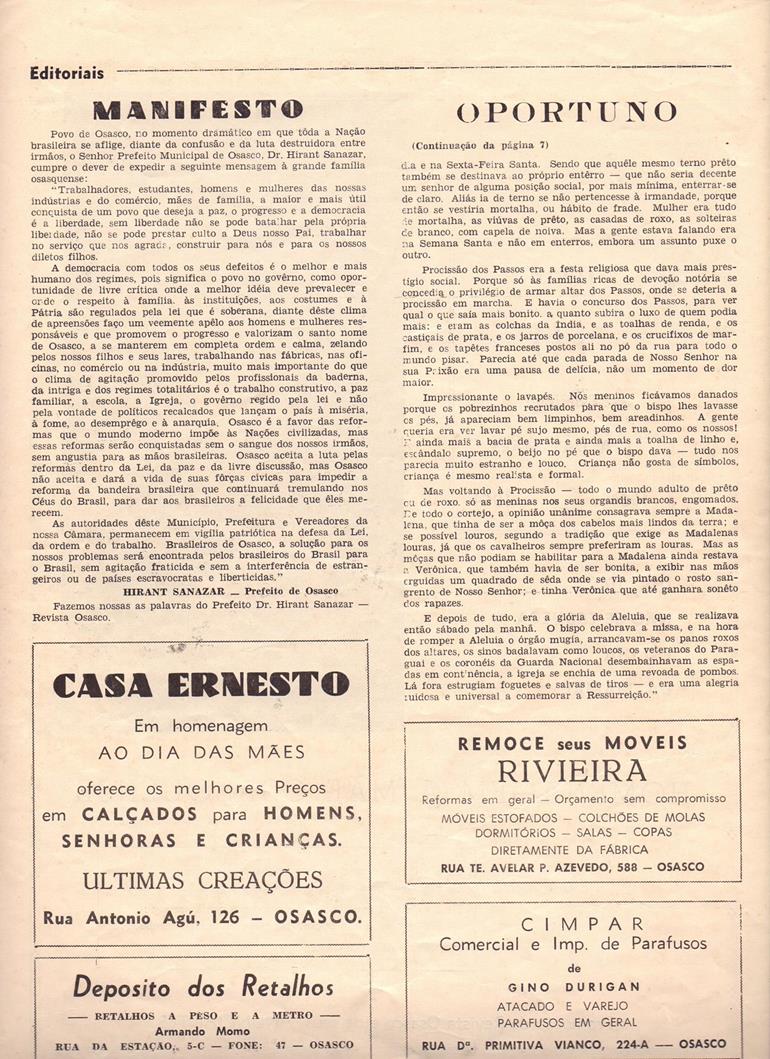 Editoriais
MANIFESTO
Povo de Osasco, no momento dramático em que tôda a Nação
brasileira se aflige, diante da confusão e da luta destruidora entre
irmãos, o Senhor Prefeito Municipal de Osasco, Dr. Hirant Sanazar,
cumpre o dever de expedir a seguinte mensagem à grande família
osasquense:
"Trabalhadores, estudantes, homens e mulheres das nossas
indústrias e do comércio, mães de família, a maior e mais útil
conquista de um povo que deseja a paz, o progresso e a democracia
é a liberdade, sem liberdade não se pode batalhar pela própria
liberdade, não se pode prestar culto a Deus nosso Pai, trabalhar
no serviço que nos agrada, construir para nós e para os nossos
diletos filhos.
A democracia com todos os seus defeitos é o melhor e mais
humano dos regimes, pois significa o povo no govêrno, como opor-
tunidade de livre crítica onde a melhor idéia deve prevalecer e
onde o respeito à família. às instituições, aos costumes e à
Pátria são regulados pela lei que é soberana, diante dêste clima
de apreensões faço um veemente apêlo aos homens e mulheres res-
ponsáveis e que promovem o progresso e valorizam o santo nome
de Osasco, a se manterem em completa ordem e calma, zelando
pelos nossos filhos e seus lares, trabalhando nas fábricas, nas ofi-
cinas, no comércio ou na indústria, muito mais importante do que
o clima de agitação promovido pelos profissionais da baderna,
da intriga e dos regimes totalitários é o trabalho construtivo, a paz
familiar, a escola, a Igreja, o govêrno regido pela lei e não
pela vontade de políticos recalcados que lançam o país à miséria,
à fome, ao desemprêgo e à anarquia. Osasco é a favor das refor-
mas que o mundo moderno impõe às Nações civilizadas, mas
essas reformas serão conquistadas sem o sangue dos nossos irmãos,
sem angustia para as mãos brasileiras. Osasco aceita a luta pelas
reformas dentro da Lei, da paz e da livre discussão, mas Osasco
não aceita e dará a vida de suas fôrças cívicas para impedir a
reforma da bandeira brasileira que continuará tremulando nos
Céus do Brasil, para dar aos brasileiros a felicidade que êles me-
recem.
As autoridades dêste Município, Prefeitura e Vereadores da
nossa Câmara, permanecem em vigília patriótica na defesa da Lei,
da ordem e do trabalho. Brasileiros de Osasco, a solução para os
nossos problemas será encontrada pelos brasileiros do Brasil para
o Brasil, sem agitação fraticida e sem a interferência de estran-
geiros ou de países escravocratas e liberticidas."
HIRANT SANAZAR — Prefeito de Osasco
Fazemos nossas as palavras do Prefeito Dr. Hirant Sanazar —
Revista Osasco.
CASA ERNESTO
Em homenagem
AO DIA DAS MÃES
oferece os melhores Preços
em CALÇADOS para HOMENS,
SENHORAS E CRIANÇAS.
ULTIMAS CREAÇÕES
Rua Antonio Agú, 126 — OSASCO.
Deposito dos Retalhos
— RETALHOS A PÊSO E A METRO —
Armando Momo
RUA DA ESTAÇÃO, 5-C — FONE: 47 — OSASCO
OPORTUNO
(Continuação da página 7)
dia e na Sexta-Feira Santa. Sendo que aquêle mesmo terno prêto
também se destinava ao próprio entêrro — que não seria decente
um senhor de alguma posição social, por mais mínima, enterrar-se
de claro. Aliás ia de terno se não pertencesse à irmandade, porque
então se vestiria mortalha, ou hábito de frade. Mulher era tudo
de mortalha, as viúvas de prêto, as casadas de roxo, as solteiras
de branco, com capela de noiva. Mas a gente estava falando era
na Semana Santa e não em enterros, embora um assunto puxe o
outro.
Procissão dos Passos era a festa religiosa que dava mais pres-
tígio social. Porque só às famílias ricas de devoção notória se
concedia o privilégio de armar altar dos Passos, onde se deteria a
procissão em marcha. E havia o concurso dos Passos, para ver
qual o que saía mais bonito. a quanto subira o luxo de quem podia
mais: e eram as colchas da Índia, e as toalhas de renda, e os
castiçais de prata, e os jarros de porcelana, e os crucifixos de mar-
fim, e os tapêtes franceses postos ali no pó da rua para todo o
mundo pisar. Parecia até que cada parada de Nosso Senhor na
sua Paixão era uma pausa de delícia, não um momento de dor
maior.
Impressionante o lavapés. Nós meninos ficávamos danados
porque os pobrezinhos recrutados para que o bispo lhes lavasse
os pés, já apareciam bem limpinhos, bem areadinhos. A gente
queria era ver lavar pé sujo mesmo, pés de rua, como os nossos!
E ainda mais a bacia de prata e ainda mais a toalha de linho e,
escândalo supremo, o beijo no pé que o bispo dava — tudo nos
parecia muito estranho e louco. Criança não gosta de símbolos,
criança é mesmo realista e formal.
Mas voltando à Procissão — todo o mundo adulto de prêto
ou de roxo. só as meninas nos seus organdis brancos, engomados.
De todo o cortejo, a opinião unânime consagrava sempre a Mada-
lena, que tinha de ser a môça dos cabelos mais lindos da terra; e
se possível louros, segundo a tradição que exige as Madalenas
louras, já que os cavalheiros sempre preferiram as louras. Mas as
môças que não podiam se habilitar para a Madalena ainda restava
a Verônica, que também havia de ser bonita, a exibir nas mãos
erguidas um quadrado de sêda onde se via pintado o rosto san-
grento de Nosso Senhor; e tinha Verônica que até ganhara sonêto
dos rapazes.
E depois de tudo, era a glória da Aleluia, que se realizava
então sábado pela manhã. O bispo celebrava a missa, e na hora
de romper a Aleluia o órgão mugia, arrancavam-se os panos roxos
dos altares, os sinos badalavam como loucos, os veteranos do Para-
guai e os coronéis da Guarda Nacional desembainhavam as espa-
das em continência, a igreja se enchia de uma revoada de pombos.
Lá fora estrugiam foguetes e salvas de tiros — e era uma alegria
ruidosa e universal a comemorar a Ressurreição."
REMOCE seus MOVEIS
RIVIEIRA
Reformas em geral — Orçamento sem compromisso
MÓVEIS ESTOFADOS — COLCHÕES DE MOLAS
DORMITÓRIOS — SALAS — COPAS
DIRETAMENTE DA FÁBRICA
RUA TE. AVELAR P. AZEVEDO, 588 — OSASCO
CIMPAR
Comercial e Imp. de Parafusos
de
GINO DURIGAN
ATACADO E VAREJO
PARAFUSOS EM GERAL
RUA Dª. PRIMITIVA VIANCO, 224-A — OSASCO